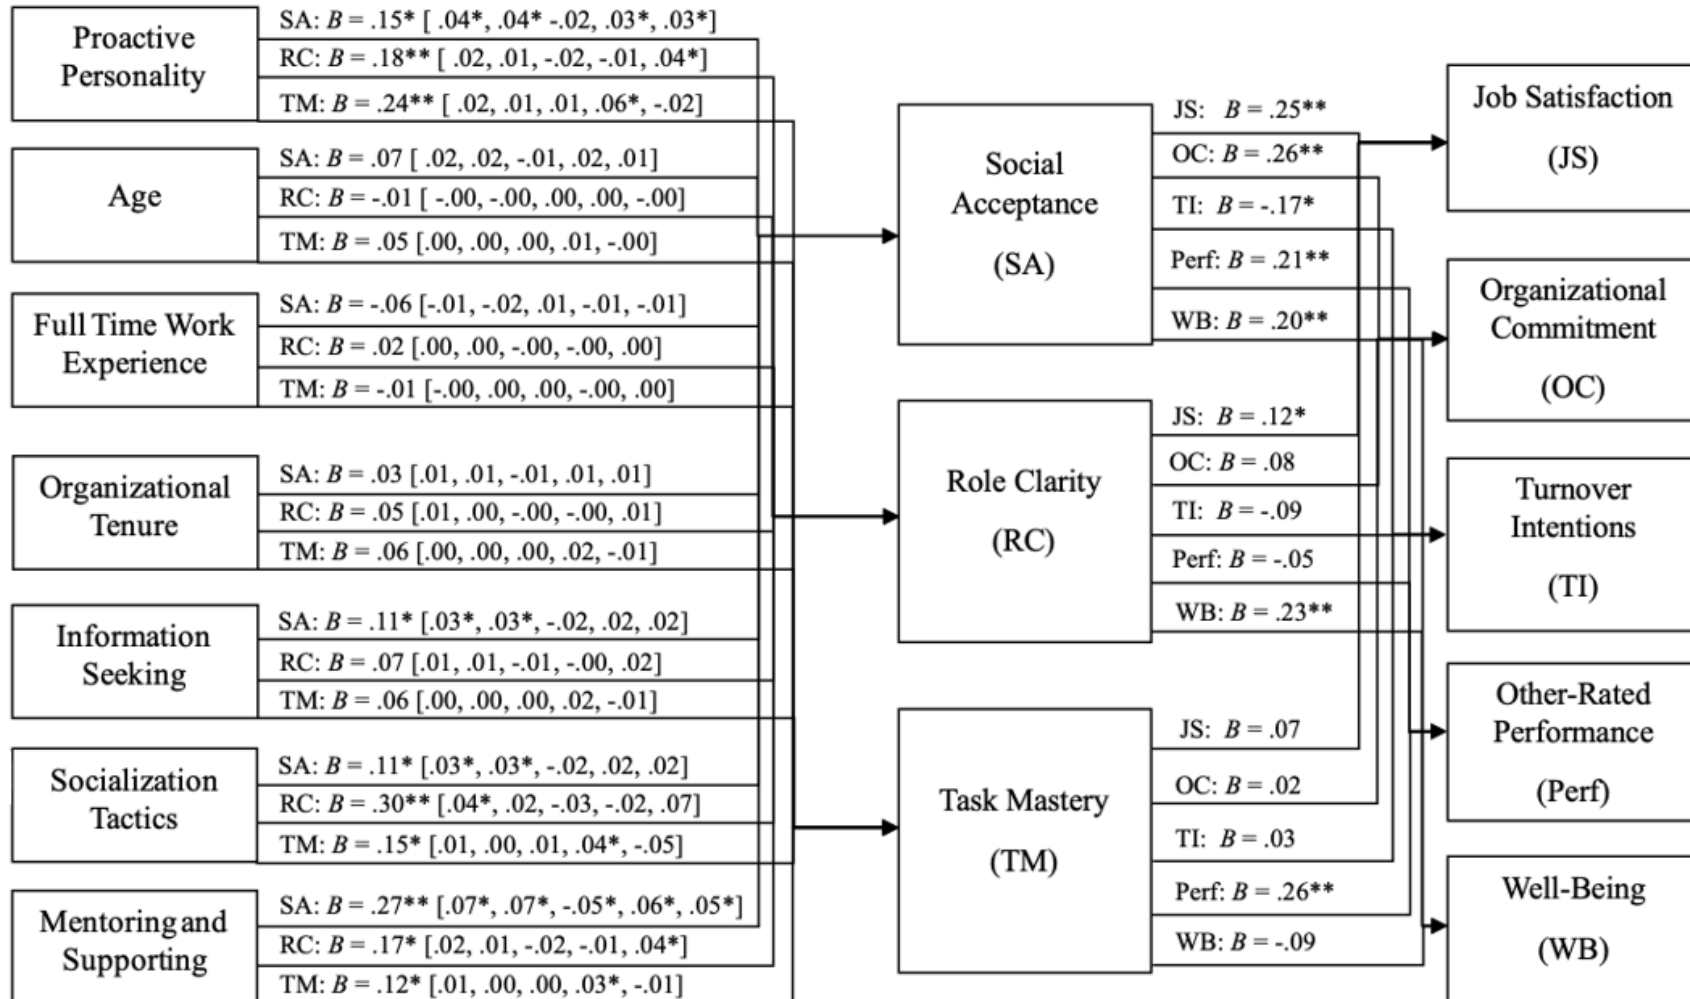 Proactive
Personality
SA: B = .15* [ .04*, .04* -.02, .03*, .03*]
RC: B = .18** [ .02, .01, -.02, -.01, .04*]
TM: B = .24** [ .02, .01, .01, .06*, -.02]
Age
SA: B = .07 [ .02, .02, -.01, .02, .01]
RC: B = -.01 [ -.00, -.00, .00, .00, -.00]
TM: B = .05 [.00, .00, .00, .01, -.00]
Full Time Work
Experience
SA: B = -.06 [-.01, -.02, .01, -.01, -.01]
RC: B = .02 [.00, .00, -.00, -.00, .00]
TM: B = -.01 [-.00, .00, .00, -.00, .00]
Organizational
Tenure
SA: B = .03 [.01, .01, -.01, .01, .01]
RC: B = .05 [.01, .00, -.00, -.00, .01]
TM: B = .06 [.00, .00, .00, .02, -.01]
Information
Seeking
SA: B = .11* [.03*, .03*, -.02, .02, .02]
RC: B = .07 [.01, .01, -.01, -.00, .02]
TM: B = .06 [.00, .00, .00, .02, -.01]
Socialization
Tactics
SA: B = .11* [.03*, .03*, -.02, .02, .02]
RC: B = .30** [.04*, .02, -.03, -.02, .07]
TM: B = .15* [.01, .00, .01, .04*, -.05]
Mentoring and
Supporting
SA: B = .27** [.07*, .07*, -.05*, .06*, .05*]
RC: B = .17* [.02, .01, -.02, -.01, .04*]
TM: B = .12* [.01, .00, .00, .03*, -.01]
Social
Acceptance
(SA)
JS: B = .25**
OC: B = .26**
TI: B = -.17*
Perf: B = .21**
WB: B = .20**
Role Clarity
(RC)
JS: B = .12*
OC: B = .08
TI: B = -.09
Perf: B = -.05
WB: B = .23**
Task Mastery
(TM)
JS: B = .07
OC: B = .02
TI: B = .03
Perf: B = .26**
WB: B = -.09
Job Satisfaction
(JS)
Organizational
Commitment
(OC)
Turnover
Intentions
(TI)
Other-Rated
Performance
(Perf)
Well-Being
(WB)